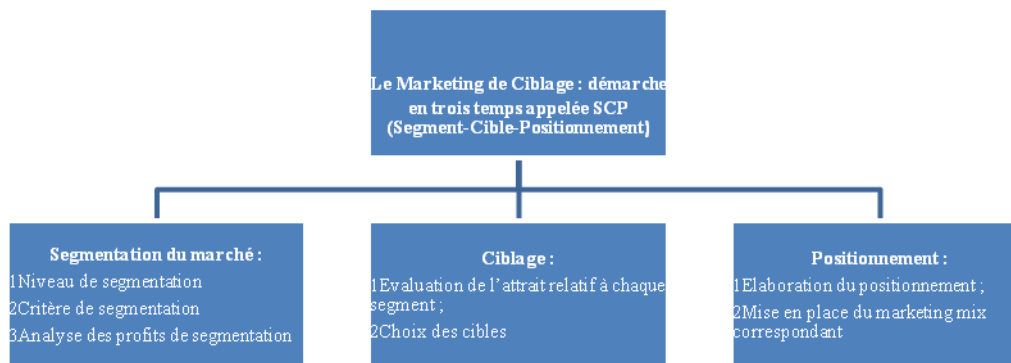 Le Marketing de Ciblage : démarche
en trois temps appelée SCP
(Segment-Cible-Positionnement)
Segmentation du marché :
1Niveau de segmentation
2Critère de segmentation
3Analyse des profits de segmentation
Ciblage :
1Evaluation de l’attrait relatif à chaque
segment ;
2Choix des cibles
Positionnement :
1Elaboration du positionnement ;
2Mise en place du marketing mix
correspondant